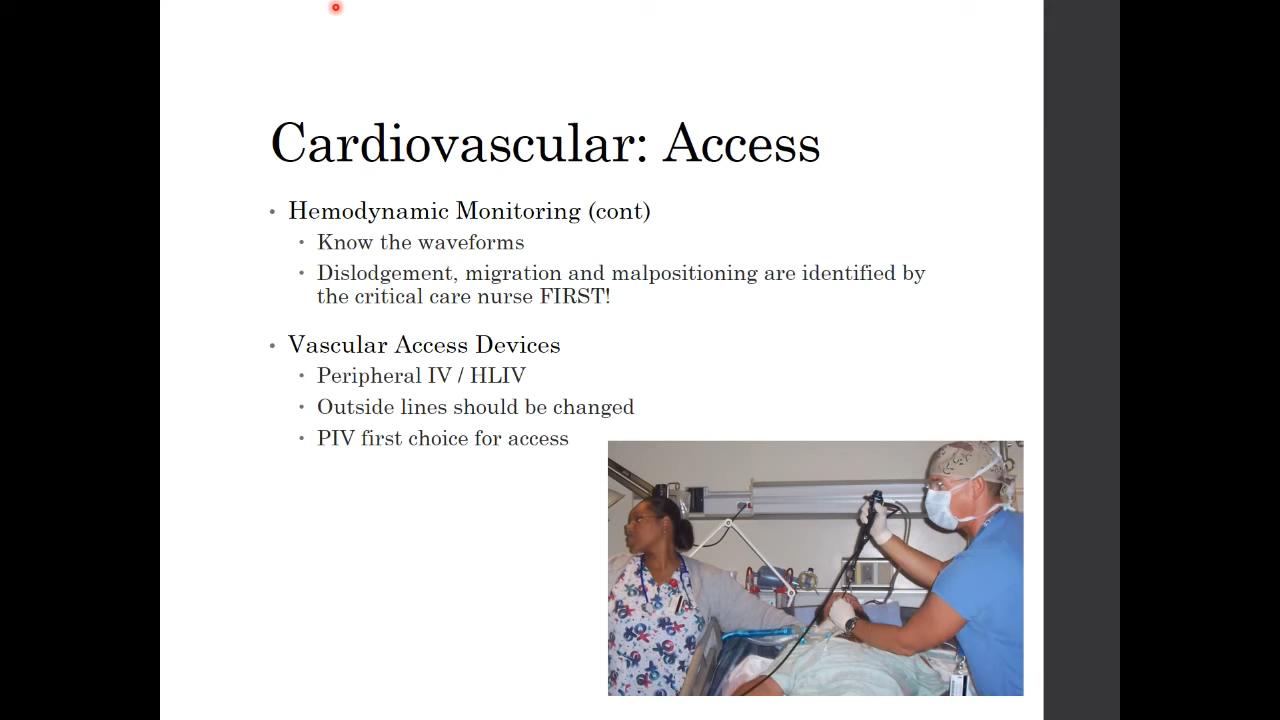 Cardiovascular: Access
• Hemodynamic Monitoring (cont)
• Know the waveforms
• Dislodgement, migration and malpositioning are identified by
the critical care nurse FIRST!
• Vascular Access Devices
• Peripheral IV / HLIV
• Outside lines should be changed
• PIV first choice for access